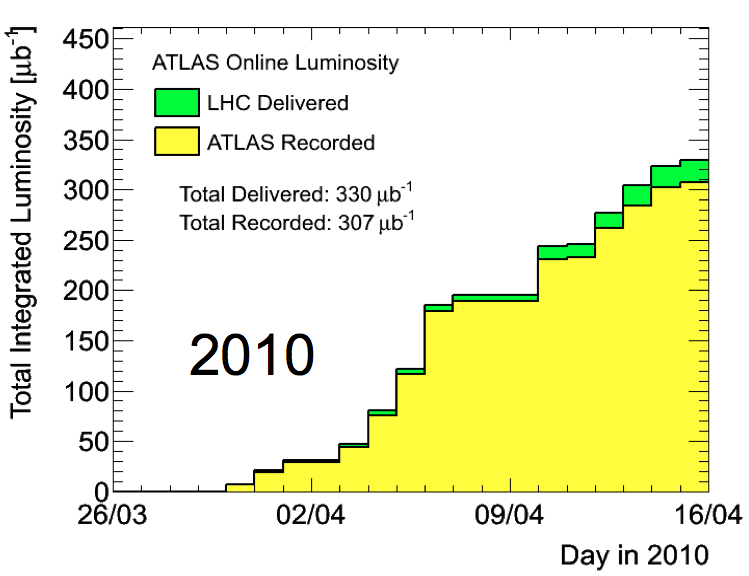 Total Integrated Luminosity [μb⁻¹]
450
400
350
300
250
200
150
100
50
0
ATLAS Online Luminosity
LHC Delivered
ATLAS Recorded
Total Delivered: 330 μb⁻¹
Total Recorded: 307 μb⁻¹
2010
26/03 02/04 09/04 16/04
Day in 2010